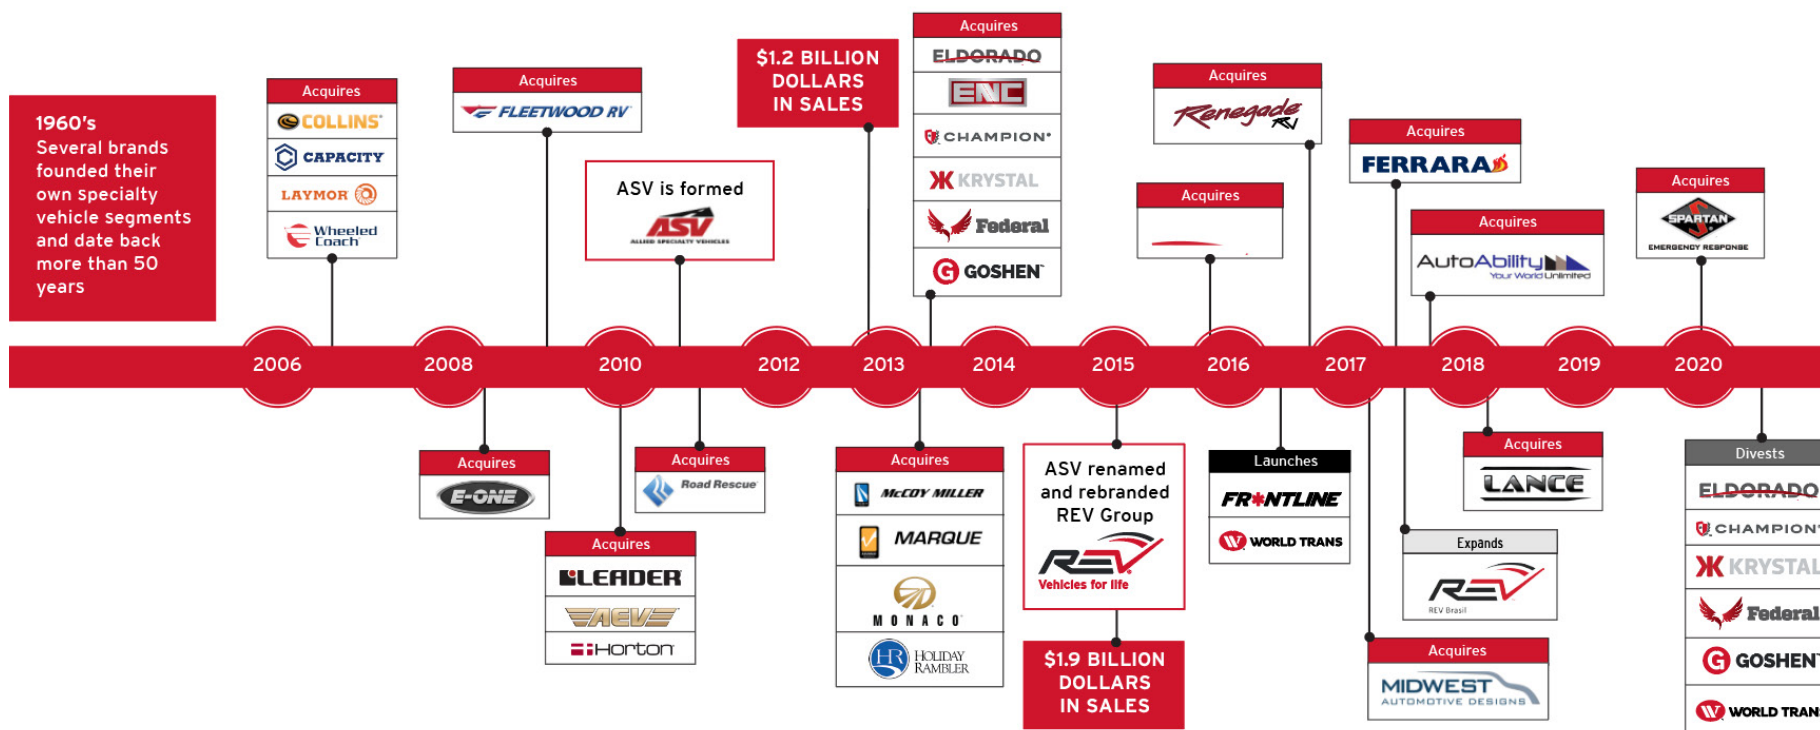 1960's
Several brands
founded their
own specialty
vehicle segments
and date back
more than 50
years
Acquires
COLLINS
CAPACITY
LAYMOR
Wheeled
Coach
Acquires
FLEETWOOD RV
ASV is formed
ASV
ALLIED SPECIALTY VEHICLES
$1.2 BILLION
DOLLARS
IN SALES
Acquires
ELDORADO
ENC
CHAMPION
KRYSTAL
Federal
GOSHEN
Acquires
Renegade
RV
Acquires
Acquires
FERRARA
Acquires
AutoAbility
Your World Unlimited
Acquires
SPARTAN
EMERGENCY RESPONSE
2006
2008
2010
2012
2013
2014
2015
2016
2017
2018
2019
2020
Acquires
E-ONE
Acquires
LEADER
AEV
Horton
Acquires
Road Rescue
Acquires
McCOY MILLER
MARQUE
MONACO
HR HOLIDAY
RAMBLER
ASV renamed
and rebranded
REV Group
REV
Vehicles for life
$1.9 BILLION
DOLLARS
IN SALES
Launches
FR*NTLINE
W WORLD TRANS
Acquires
LANCE
Expands
REV
REV Brasil
Acquires
MIDWEST
AUTOMOTIVE DESIGNS
Divests
ELDORADO
CHAMPION
KRYSTAL
Federal
GOSHEN
W WORLD TRAN